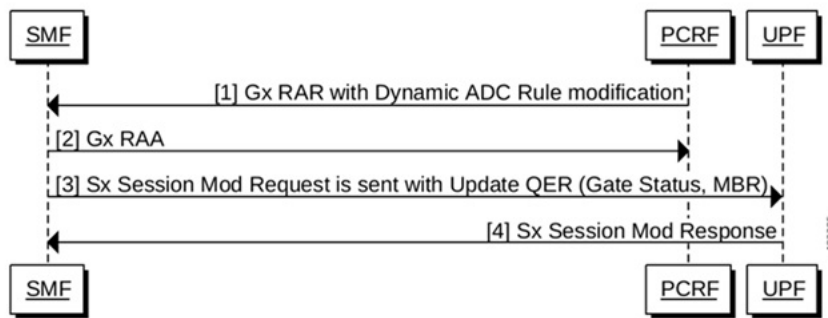 SMF PCRF UPF
[1] Gx RAR with Dynamic ADC Rule modification
[2] Gx RAA
[3] Sx Session Mod Request is sent with Update QER (Gate Status, MBR)
[4] Sx Session Mod Response
SMF PCRF UPF